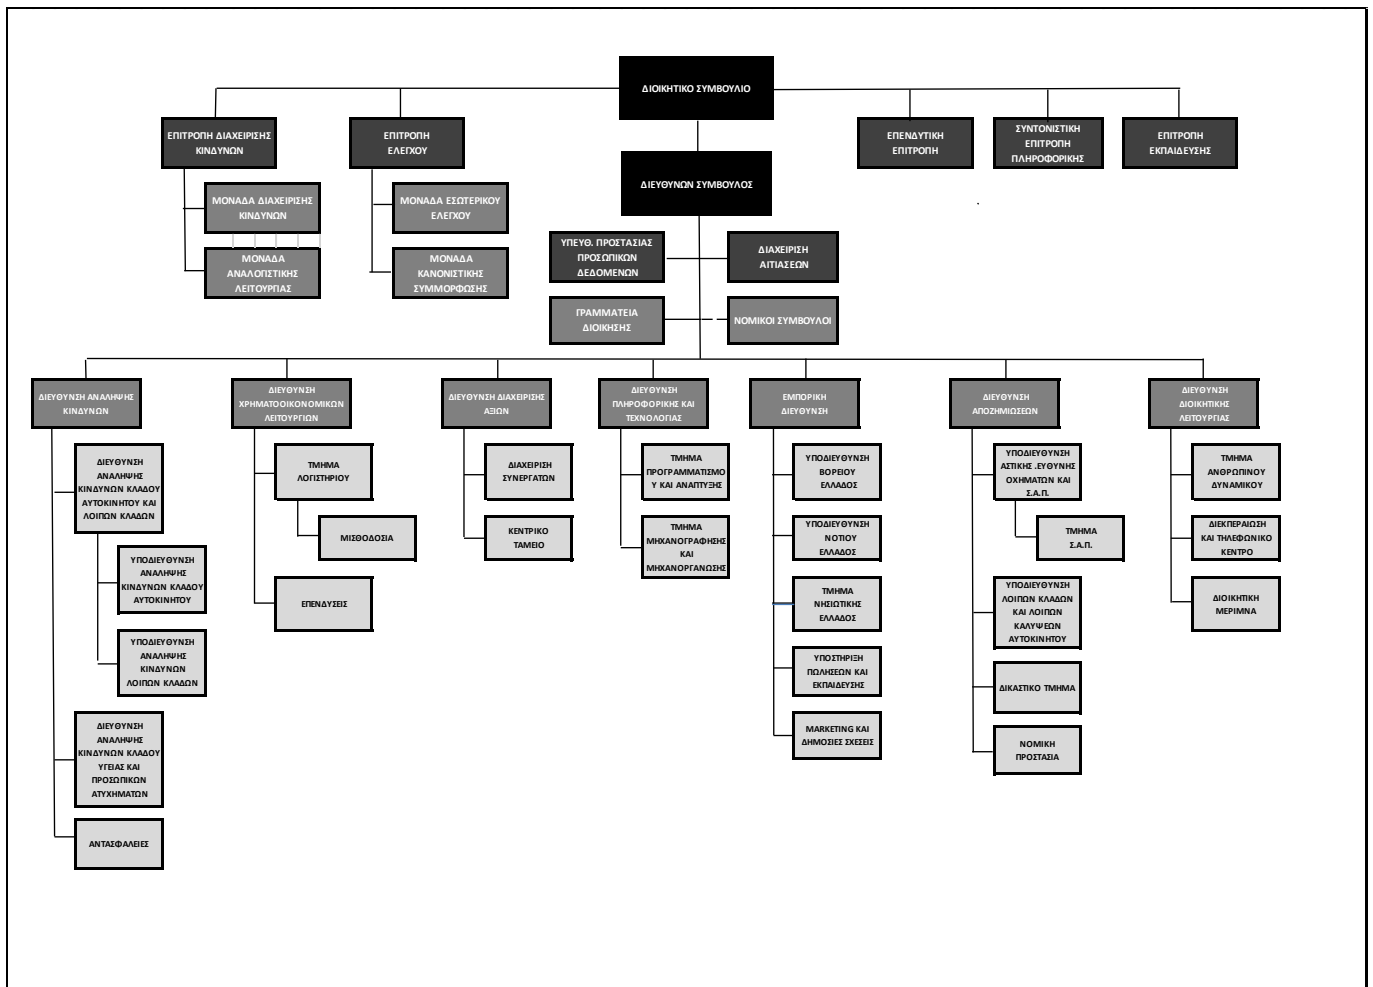 ΔΙΟΙΚΗΤΙΚΟ ΣΥΜΒΟΥΛΙΟ
ΕΠΙΤΡΟΠΗ ΔΙΑΧΕΙΡΙΣΗΣ
ΚΙΝΔΥΝΩΝ
ΕΠΙΤΡΟΠΗ
ΕΛΕΓΧΟΥ
ΕΠΕΝΔΥΤΙΚΗ
ΕΠΙΤΡΟΠΗ
ΣΥΝΤΟΝΙΣΤΙΚΗ
ΕΠΙΤΡΟΠΗ
ΠΛΗΡΟΦΟΡΙΚΗΣ
ΕΠΙΤΡΟΠΗ
ΕΚΠΑΙΔΕΥΣΗΣ
ΔΙΕΥΘΥΝΩΝ ΣΥΜΒΟΥΛΟΣ
ΜΟΝΑΔΑ ΔΙΑΧΕΙΡΙΣΗΣ
ΚΙΝΔΥΝΩΝ
ΜΟΝΑΔΑ ΕΣΩΤΕΡΙΚΟΥ
ΕΛΕΓΧΟΥ
ΜΟΝΑΔΑ
ΑΝΑΛΟΓΙΣΤΙΚΗΣ
ΛΕΙΤΟΥΡΓΙΑΣ
ΜΟΝΑΔΑ
ΚΑΝΟΝΙΣΤΙΚΗΣ
ΣΥΜΜΟΡΦΩΣΗΣ
ΥΠΕΥΘ. ΠΡΟΣΤΑΣΙΑΣ
ΠΡΟΣΩΠΙΚΩΝ
ΔΕΔΟΜΕΝΩΝ
ΔΙΑΧΕΙΡΙΣΗ
ΑΙΤΙΑΣΕΩΝ
ΓΡΑΜΜΑΤΕΙΑ
ΔΙΟΙΚΗΣΗΣ
ΝΟΜΙΚΟΙ ΣΥΜΒΟΥΛΟΙ
ΔΙΕΥΘΥΝΣΗ ΑΝΑΛΗΨΗΣ
ΚΙΝΔΥΝΩΝ
ΔΙΕΥΘΥΝΣΗ
ΧΡΗΜΑΤΟΟΙΚΟΝΟΜΙΚΩΝ
ΛΕΙΤΟΥΡΓΙΩΝ
ΔΙΕΥΘΥΝΣΗ ΔΙΑΧΕΙΡΙΣΗΣ
ΑΞΙΩΝ
ΔΙΕΥΘΥΝΣΗ
ΠΛΗΡΟΦΟΡΙΚΗΣ ΚΑΙ
ΤΕΧΝΟΛΟΓΙΑΣ
ΕΜΠΟΡΙΚΗ
ΔΙΕΥΘΥΝΣΗ
ΔΙΕΥΘΥΝΣΗ
ΑΠΟΖΗΜΙΩΣΕΩΝ
ΔΙΕΥΘΥΝΣΗ
ΔΙΟΙΚΗΤΙΚΗΣ
ΛΕΙΤΟΥΡΓΙΑΣ
ΔΙΕΥΘΥΝΣΗ
ΑΝΑΛΗΨΗΣ
ΚΙΝΔΥΝΩΝ ΚΛΑΔΟΥ
ΑΥΤΟΚΙΝΗΤΟΥ ΚΑΙ
ΛΟΙΠΩΝ ΚΛΑΔΩΝ
ΥΠΟΔΙΕΥΘΥΝΣΗ
ΑΝΑΛΗΨΗΣ
ΚΙΝΔΥΝΩΝ ΚΛΑΔΟΥ
ΑΥΤΟΚΙΝΗΤΟΥ
ΥΠΟΔΙΕΥΘΥΝΣΗ
ΑΝΑΛΗΨΗΣ
ΚΙΝΔΥΝΩΝ
ΛΟΙΠΩΝ ΚΛΑΔΩΝ
ΔΙΕΥΘΥΝΣΗ
ΑΝΑΛΗΨΗΣ
ΚΙΝΔΥΝΩΝ ΚΛΑΔΟΥ
ΥΓΕΙΑΣ ΚΑΙ
ΠΡΟΣΩΠΙΚΩΝ
ΑΤΥΧΗΜΑΤΩΝ
ΑΝΤΑΣΦΑΛΕΙΕΣ
ΤΜΗΜΑ
ΛΟΓΙΣΤΗΡΙΟΥ
ΜΙΣΘΟΔΟΣΙΑ
ΕΠΕΝΔΥΣΕΙΣ
ΔΙΑΧΕΙΡΙΣΗ
ΣΥΝΕΡΓΑΤΩΝ
ΚΕΝΤΡΙΚΟ
ΤΑΜΕΙΟ
ΤΜΗΜΑ
ΠΡΟΓΡΑΜΜΑΤΙΣΜΟ
Υ ΚΑΙ ΑΝΑΠΤΥΞΗΣ
ΤΜΗΜΑ
ΜΗΧΑΝΟΓΡΑΦΗΣΗΣ
ΚΑΙ
ΜΗΧΑΝΟΡΓΑΝΩΣΗΣ
ΥΠΟΔΙΕΥΘΥΝΣΗ
ΒΟΡΕΙΟΥ
ΕΛΛΑΔΟΣ
ΥΠΟΔΙΕΥΘΥΝΣΗ
ΝΟΤΙΟΥ
ΕΛΛΑΔΟΣ
ΤΜΗΜΑ
ΝΗΣΙΩΤΙΚΗΣ
ΕΛΛΑΔΟΣ
ΥΠΟΣΤΗΡΙΞΗ
ΠΩΛΗΣΕΩΝ ΚΑΙ
ΕΚΠΑΙΔΕΥΣΗΣ
MARKETING ΚΑΙ
ΔΗΜΟΣΙΕΣ ΣΧΕΣΕΙΣ
ΥΠΟΔΙΕΥΘΥΝΣΗ
ΑΣΤΙΚΗΣ .ΕΥΘΥΝΗΣ
ΟΧΗΜΑΤΩΝ ΚΑΙ
Σ.Α.Π.
ΤΜΗΜΑ
Σ.Α.Π.
ΥΠΟΔΙΕΥΘΥΝΣΗ
ΛΟΙΠΩΝ ΚΛΑΔΩΝ
ΚΑΙ ΛΟΙΠΩΝ
ΚΑΛΥΨΕΩΝ
ΑΥΤΟΚΙΝΗΤΟΥ
ΔΙΚΑΣΤΙΚΟ ΤΜΗΜΑ
ΝΟΜΙΚΗ
ΠΡΟΣΤΑΣΙΑ
ΤΜΗΜΑ
ΑΝΘΡΩΠΙΝΟΥ
ΔΥΝΑΜΙΚΟΥ
ΔΙΕΚΠΕΡΑΙΩΣΗ
ΚΑΙ ΤΗΛΕΦΩΝΙΚΟ
ΚΕΝΤΡΟ
ΔΙΟΙΚΗΤΙΚΗ
ΜΕΡΙΜΝΑ